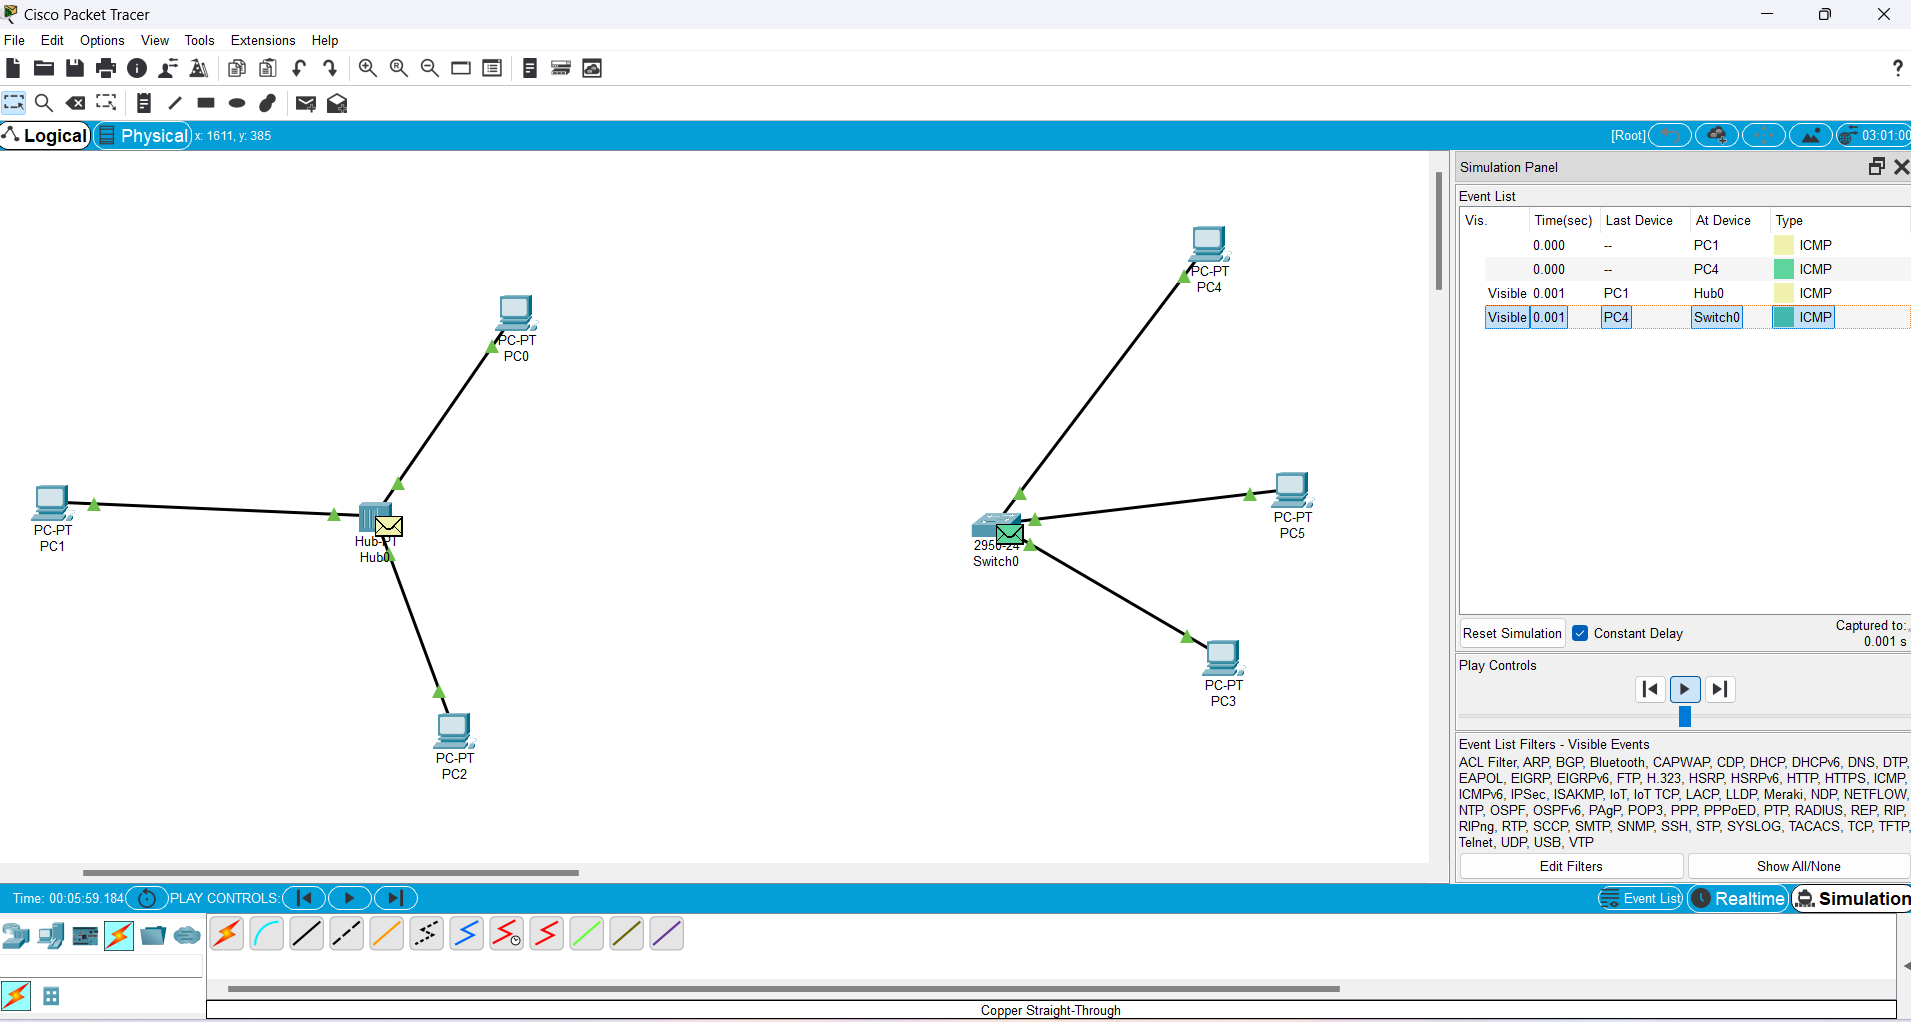 Cisco Packet Tracer
File Edit Options View Tools Extensions Help
?
Logical Physical x: 1611, y: 385 [Root] 03:01:00
Simulation Panel
Event List
Vis. Time(sec) Last Device At Device Type
0.000 -- PC1 ICMP
0.000 -- PC4 ICMP
Visible 0.001 PC1 Hub0 ICMP
Visible 0.001 PC4 Switch0 ICMP
PC-PT
PC4
PC-PT
PC0
PC-PT
PC1
Hub-PT
Hub0
PC-PT
PC5
2950-24
Switch0
PC-PT
PC3
PC-PT
PC2
Reset Simulation Constant Delay Captured to:
0.001 s
Play Controls
Event List Filters - Visible Events
ACL Filter, ARP, BGP, Bluetooth, CAPWAP, CDP, DHCP, DHCPv6, DNS, DTP,
EAPOL, EIGRP, EIGRPv6, FTP, H.323, HSRP, HSRPv6, HTTP, HTTPS, ICMP,
ICMPv6, IPSec, ISAKMP, IoT, IoT TCP, LACP, LLDP, Meraki, NDP, NETFLOW,
NTP, OSPF, OSPFv6, PAgP, POP3, PPP, PPPoED, PTP, RADIUS, REP, RIP,
RIPng, RTP, SCCP, SMTP, SNMP, SSH, STP, SYSLOG, TACACS, TCP, TFTP,
Telnet, UDP, USB, VTP
Edit Filters Show All/None
Time: 00:05:59.184 PLAY CONTROLS: Event List Realtime Simulation
Copper Straight-Through